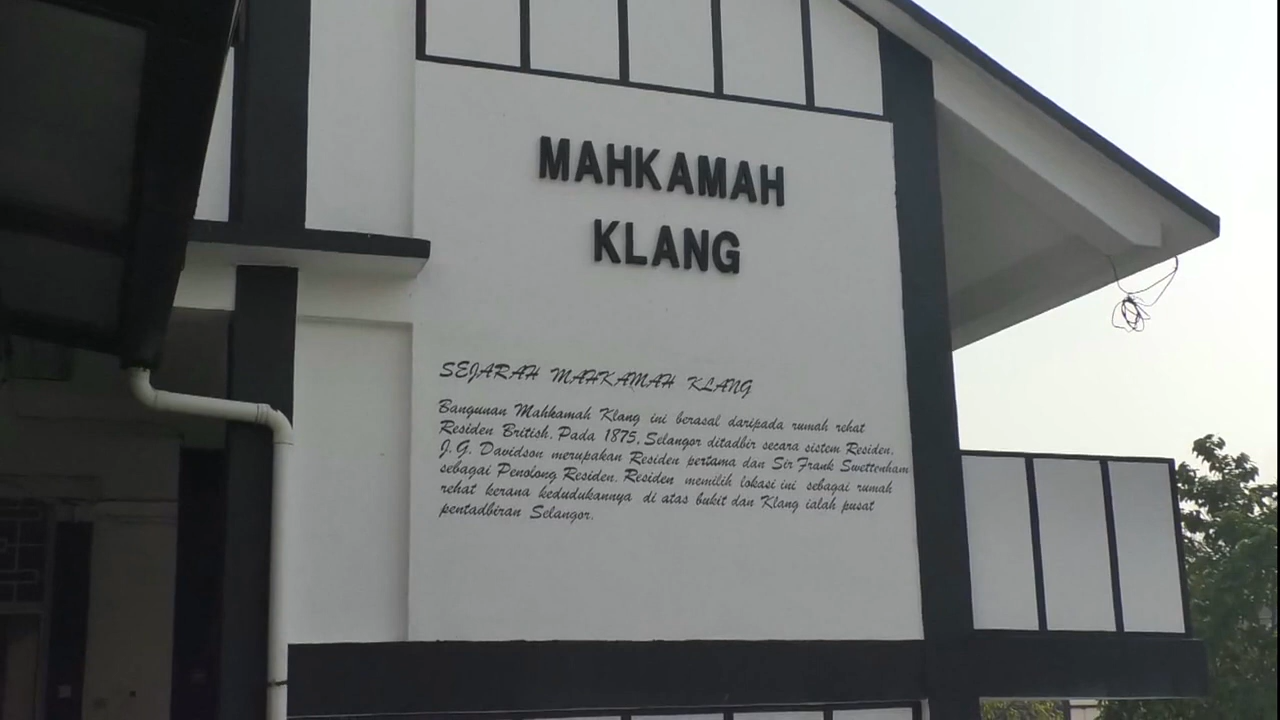 MAHKAMAH
KLANG
SEJARAH MAHKAMAH KLANG
Bangunan Mahkamah Klang ini berasal daripada rumah rehat
Residen British. Pada 1875, Selangor ditadbir secara sistem Residen.
J.G. Davidson merupakan Residen pertama dan Sir Frank Swettenham
sebagai Penolong Residen. Residen memilih lokasi ini sebagai rumah
rehat kerana kedudukannya di atas bukit dan Klang ialah pusat
pentadbiran Selangor.